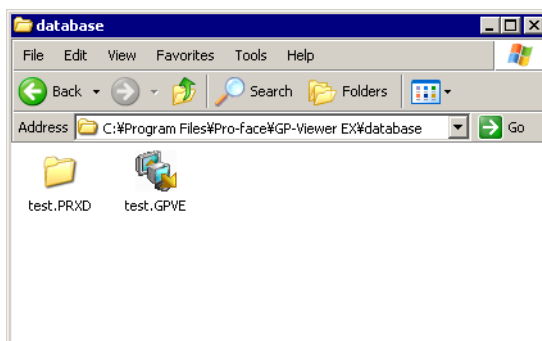 database
File Edit View Favorites Tools Help
Back Search Folders
Address C:¥Program Files¥Pro-face¥GP-Viewer EX¥database Go
test.PRXD test.GPVE